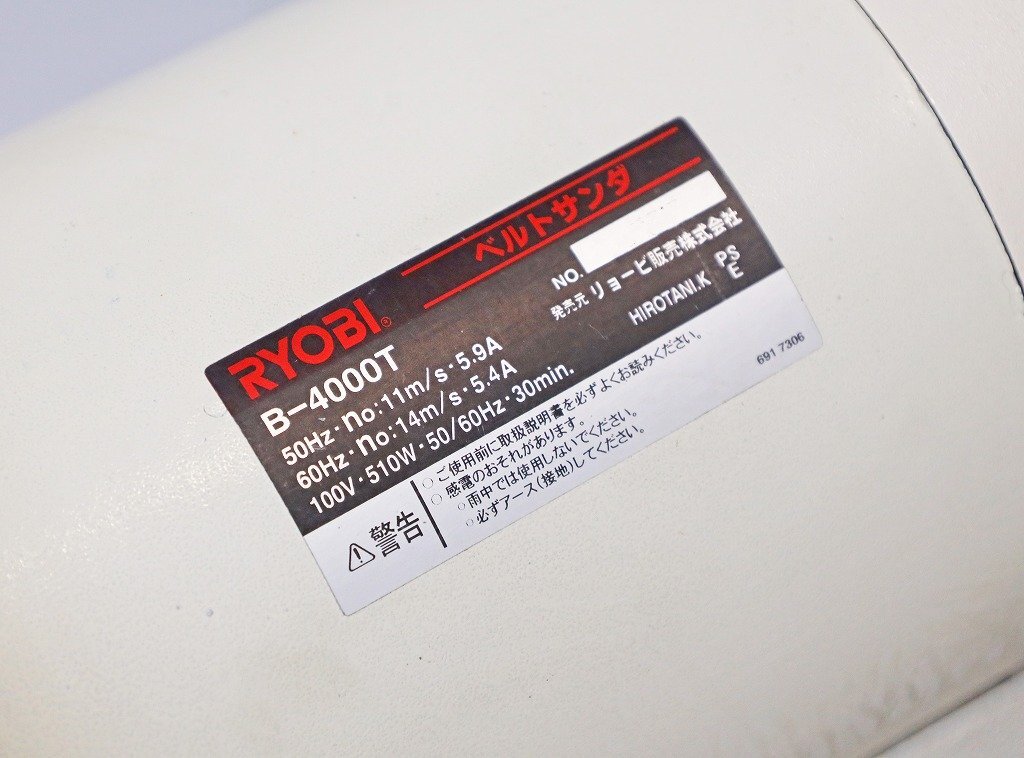 RYOBI® ベルトサンダ
B-4000T
50Hz・no:11m/s・5.9A
60Hz・no:14m/s・5.4A
100V・510W・50/60Hz・30min.
NO.
発売元 リョービ販売株式会社
HIROTANI.K PS
E
⚠警告
○ ご使用前に取扱説明書を必ずよくお読みください。
○ 感電のおそれがあります。
○ 雨中では使用しないでください。
○ 必ずアース(接地)してください。
691 7306